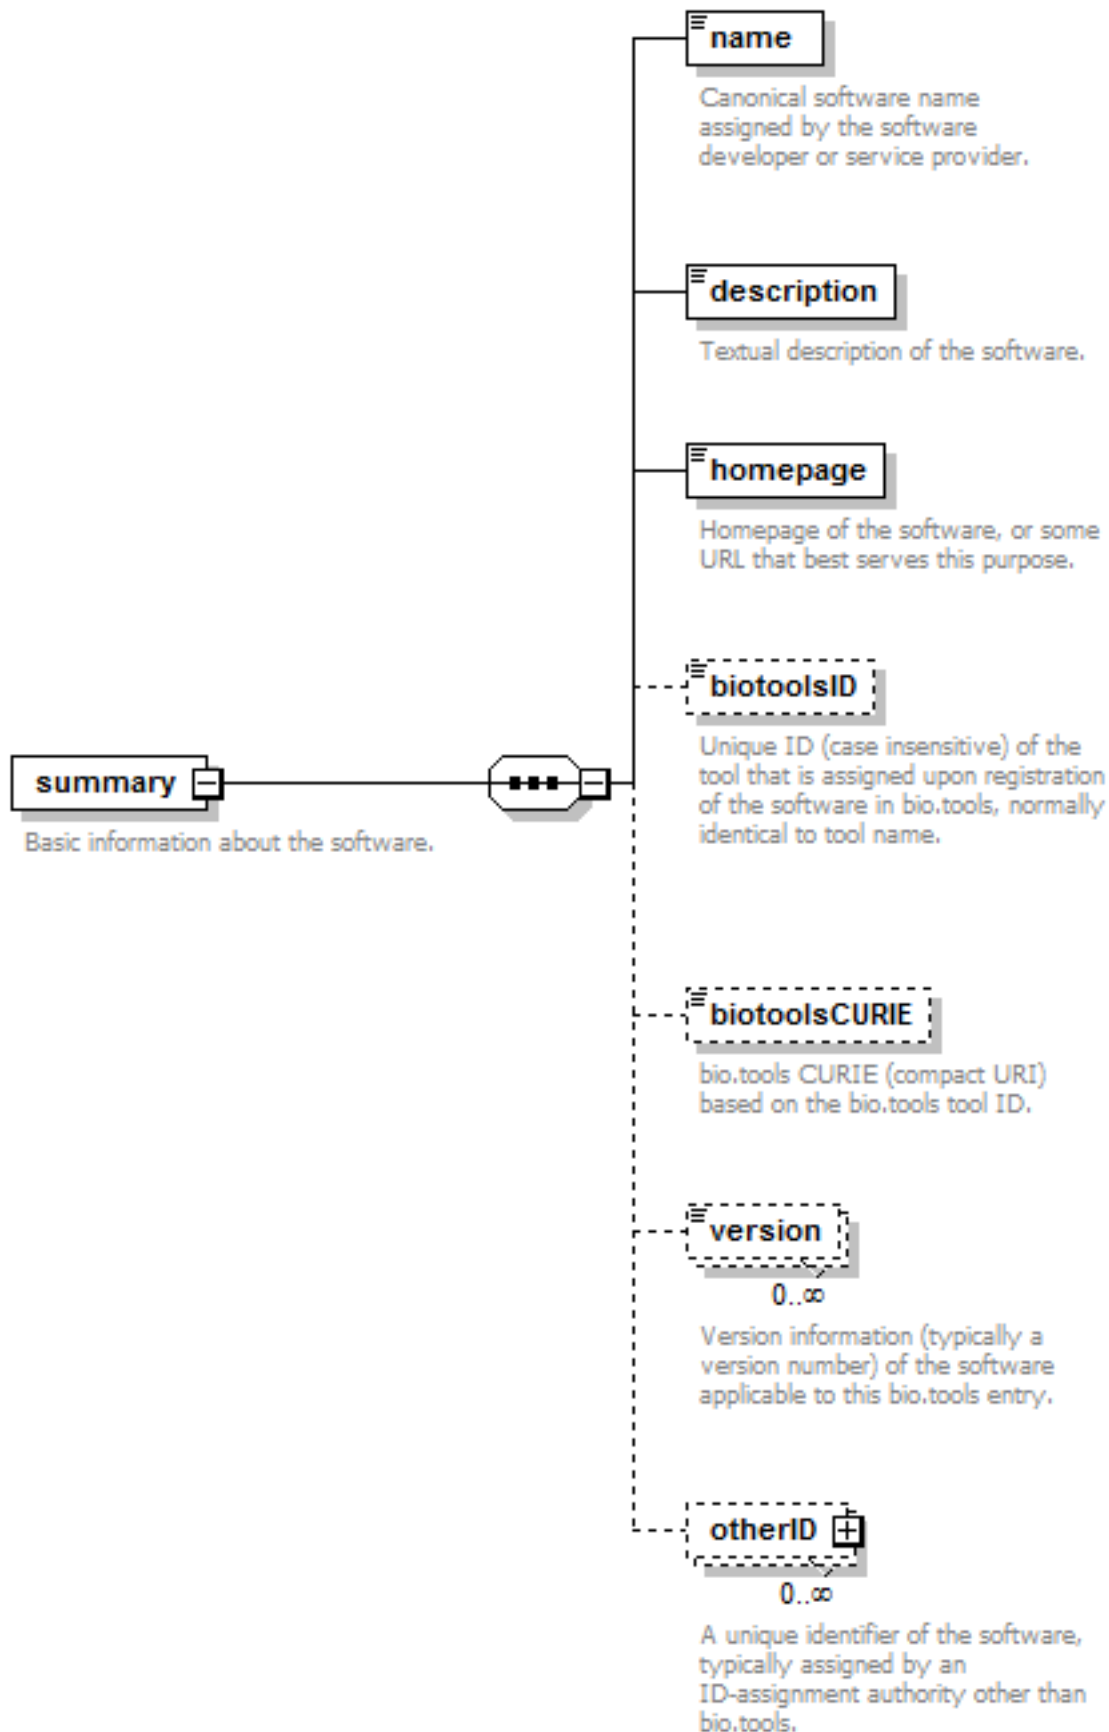 name
Canonical software name
assigned by the software
developer or service provider.
description
Textual description of the software.
homepage
Homepage of the software, or some
URL that best serves this purpose.
biotoolsID
Unique ID (case insensitive) of the
tool that is assigned upon registration
of the software in bio.tools, normally
identical to tool name.
summary
Basic information about the software.
biotoolsCURIE
bio.tools CURIE (compact URI)
based on the bio.tools tool ID.
version
0..∞
Version information (typically a
version number) of the software
applicable to this bio.tools entry.
otherID
0..∞
A unique identifier of the software,
typically assigned by an
ID-assignment authority other than
bio.tools.